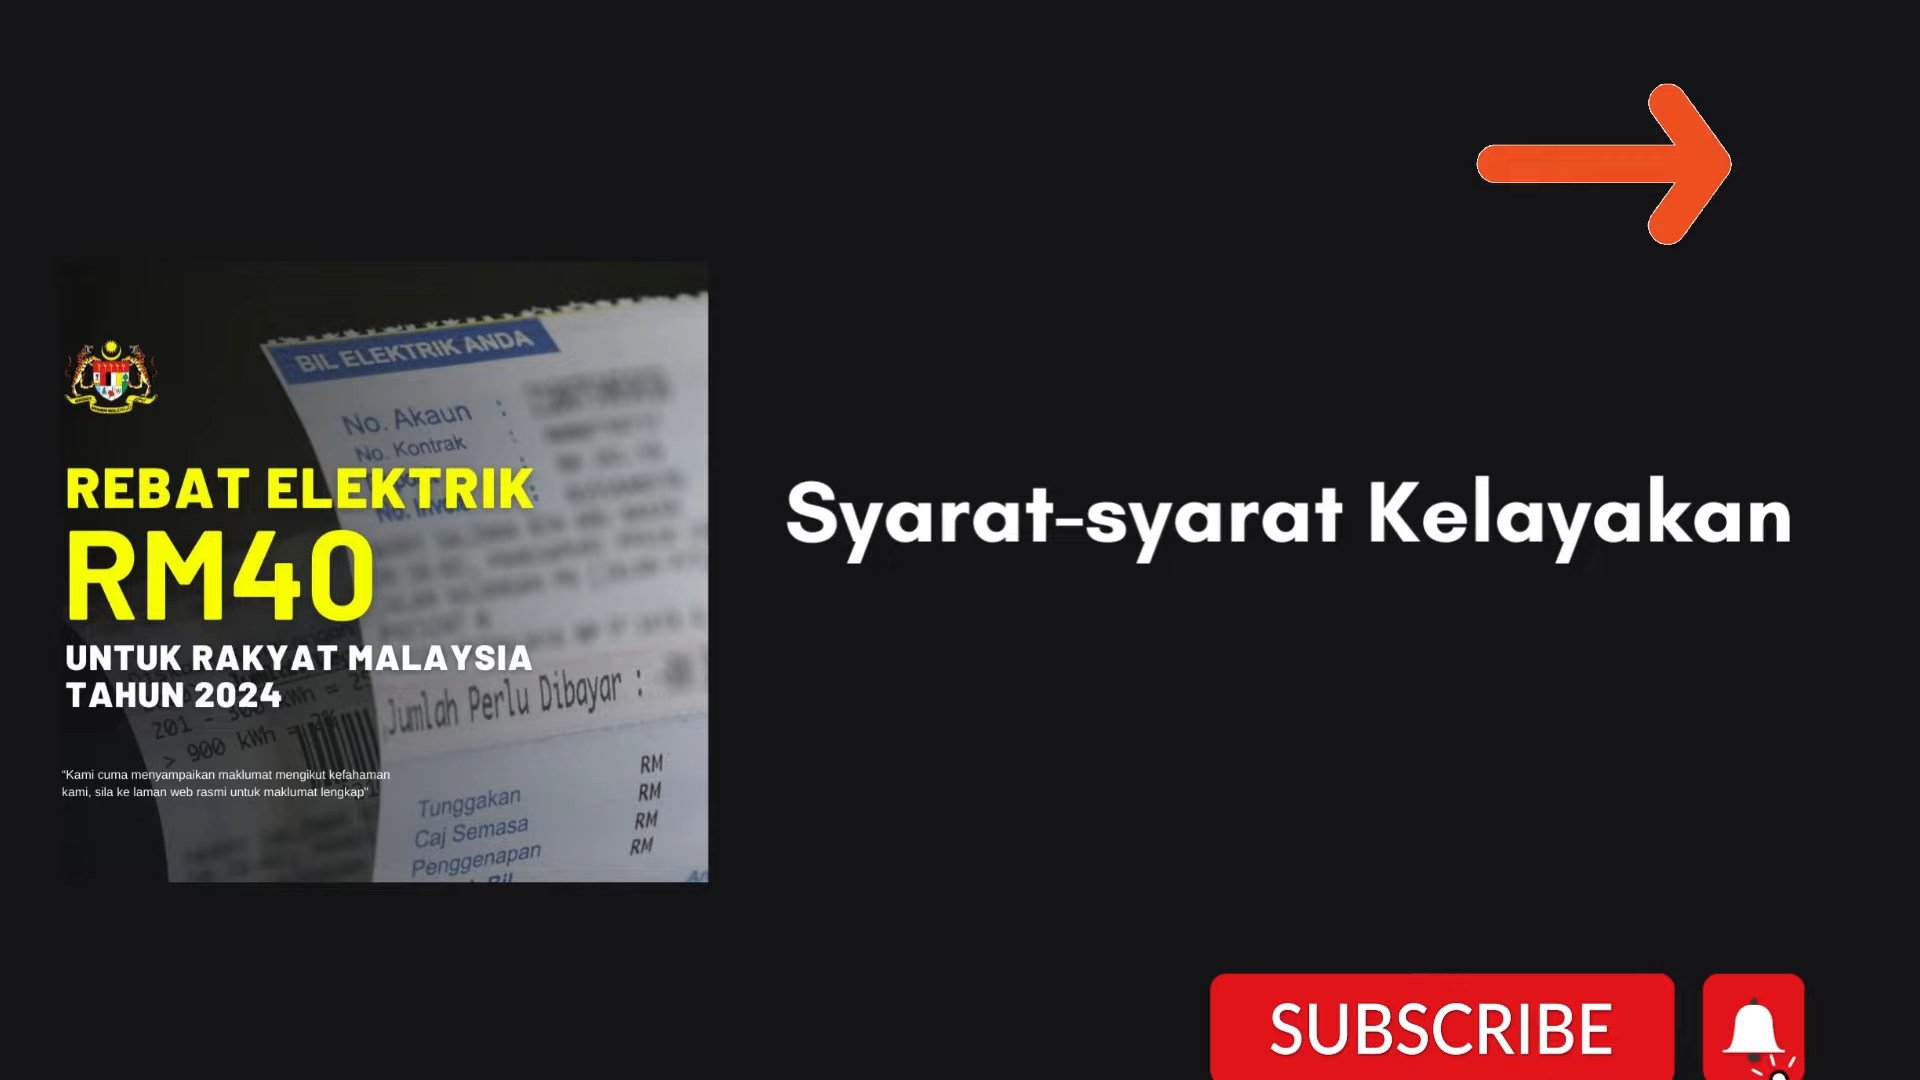 BIL ELEKTRIK ANDA
No. Akaun :
No. Kontrak :
REBAT ELEKTRIK
No. Invois
RM40
UNTUK RAKYAT MALAYSIA
TAHUN 2024
Jumlah Perlu Dibayar :
> 900 kWh
"Kami cuma menyampaikan maklumat mengikut kefahaman
kami, sila ke laman web rasmi untuk maklumat lengkap"
RM
Tunggakan RM
Caj Semasa RM
Penggenapan RM
Syarat-syarat Kelayakan
SUBSCRIBE